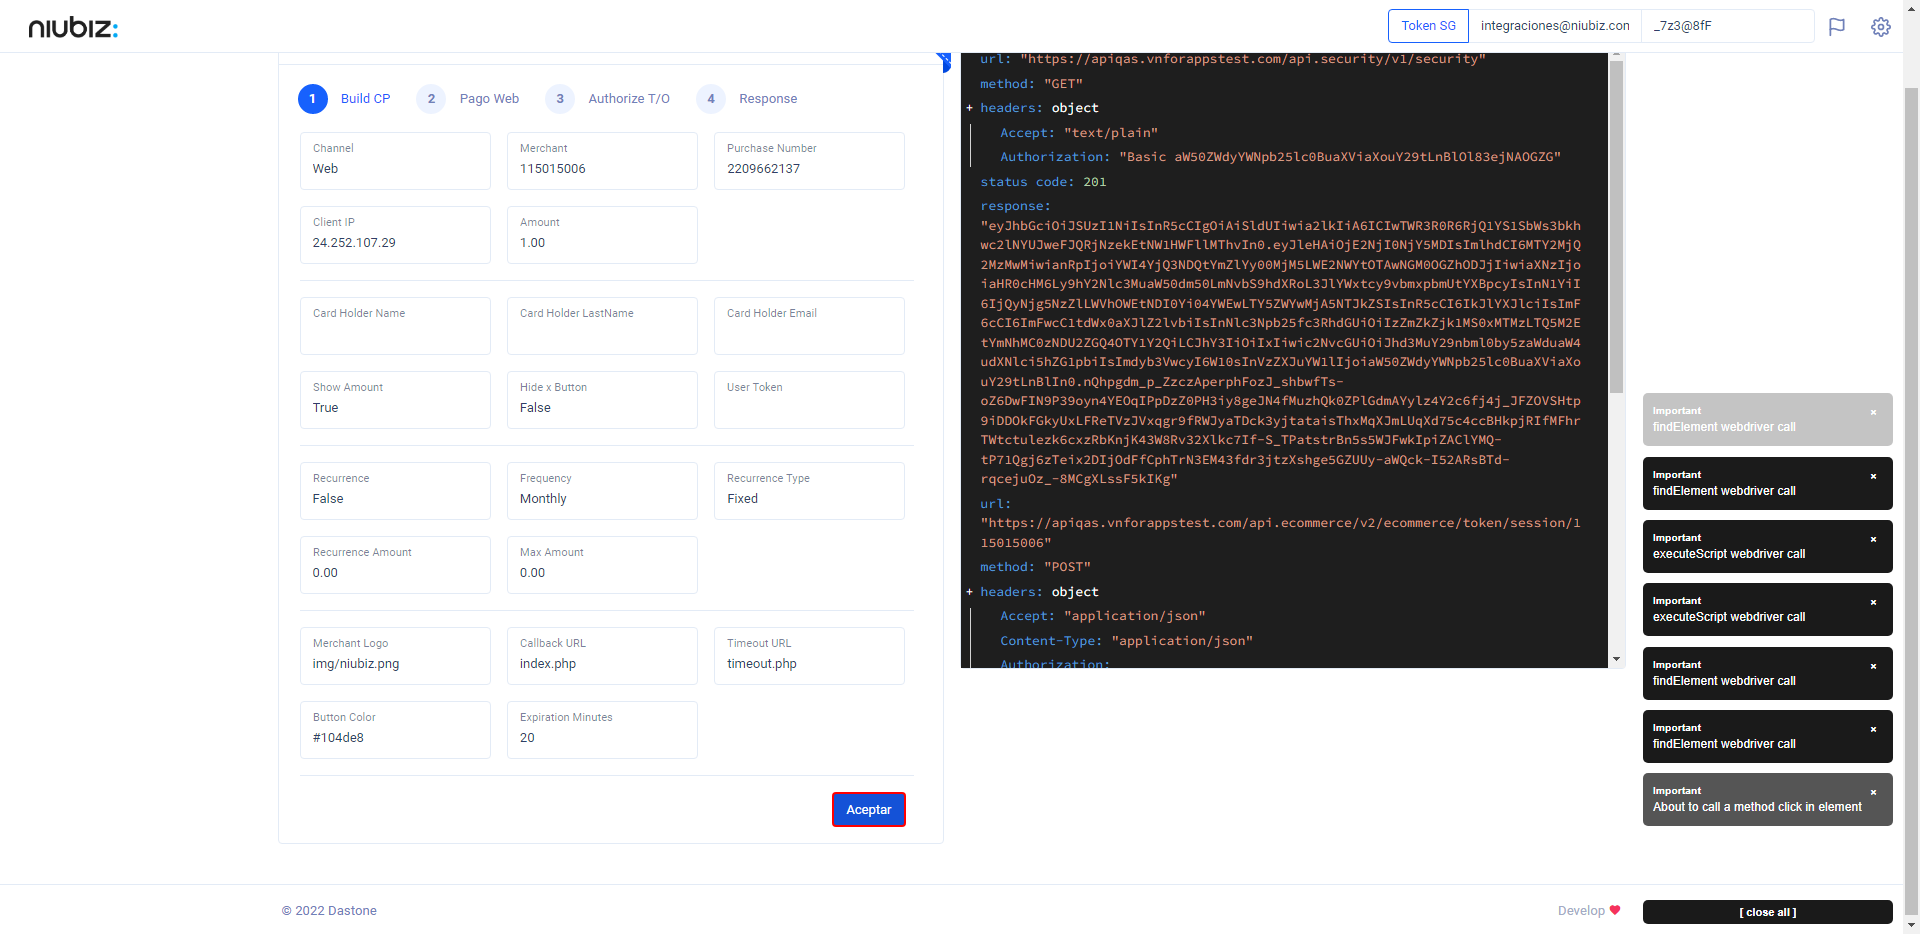 niubiz:
Token SG
integraciones@niubiz.con
_7z3@8fF
1 Build CP
2 Pago Web
3 Authorize T/O
4 Response
Channel
Web
Merchant
115015006
Purchase Number
2209662137
Client IP
24.252.107.29
Amount
1.00
Card Holder Name
Card Holder LastName
Card Holder Email
Show Amount
True
Hide x Button
False
User Token
Recurrence
False
Frequency
Monthly
Recurrence Type
Fixed
Recurrence Amount
0.00
Max Amount
0.00
Merchant Logo
img/niubiz.png
Callback URL
index.php
Timeout URL
timeout.php
Button Color
#104de8
Expiration Minutes
20
Aceptar
url: "https://apiqas.vnforappstest.com/api.security/v1/security"
method: "GET"
+ headers: object
Accept: "text/plain"
Authorization: "Basic aW50ZWdyYWNpb25lc0BuaXViaXouY29tLnBlOl83ejNAOGZG"
status code: 201
response:
url:
"https://apiqas.vnforappstest.com/api.ecommerce/v2/ecommerce/token/session/1
15015006"
method: "POST"
+ headers: object
Accept: "application/json"
Content-Type: "application/json"
Authorization:
Important ×
findElement webdriver call
Important ×
findElement webdriver call
Important ×
executeScript webdriver call
Important ×
executeScript webdriver call
Important ×
findElement webdriver call
Important ×
findElement webdriver call
Important ×
About to call a method click in element
[ close all ]
© 2022 Dastone
Develop